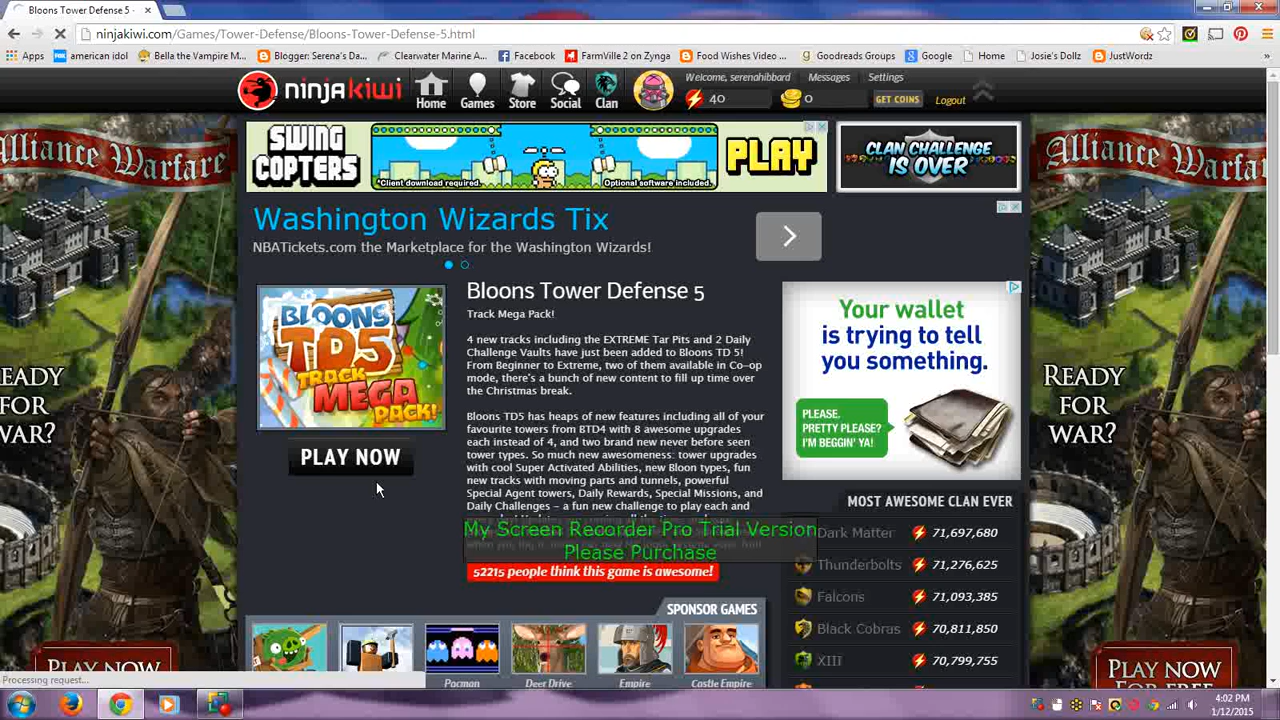 Bloons Tower Defense 5 -
ninjakiwi.com/Games/Tower-Defense/Bloons-Tower-Defense-5.html
Apps american idol Bella the Vampire M... Blogger: Serena's Da... Clearwater Marine A... Facebook FarmVille 2 on Zynga Food Wishes Video ... Goodreads Groups Google Home Josie's Dollz JustWordz »
ninjakiwi Home Games Store Social Clan
Welcome, serenahibbard Messages Settings
40 0 GET COINS Logout
SWING
COPTERS
*Client download required.
Optional software included.
PLAY
CLAN CHALLENGE
IS OVER
Alliance Warfare
Alliance Warfa
Washington Wizards Tix
NBATickets.com the Marketplace for the Washington Wizards!
BLOONS
TD5
TRACK
MEGA
PACK!
PLAY NOW
Bloons Tower Defense 5
Track Mega Pack!
4 new tracks including the EXTREME Tar Pits and 2 Daily
Challenge Vaults have just been added to Bloons TD 5!
From Beginner to Extreme, two of them available in Co-op
mode, there's a bunch of new content to fill up time over
the Christmas break.
Bloons TD5 has heaps of new features including all of your
favourite towers from BTD4 with 8 awesome upgrades
each instead of 4, and two brand new never before seen
tower types. So much new awesomeness: tower upgrades
with cool Super Activated Abilities, new Bloon types, fun
new tracks with moving parts and tunnels, powerful
Special Agent towers, Daily Rewards, Special Missions, and
Daily Challenges – a fun new challenge to play each and
My Screen Recorder Pro Trial Version
Please Purchase
52215 people think this game is awesome!
Your wallet
is trying to tell
you something.
PLEASE.
PRETTY PLEASE?
I'M BEGGIN' YA!
READY
FOR
WAR?
READY
FOR
WAR?
MOST AWESOME CLAN EVER
Dark Matter 71,697,680
Thunderbolts 71,276,625
Falcons 71,093,385
Black Cobras 70,811,850
XIII 70,799,755
SPONSOR GAMES
Pacman Deer Drive Empire Castle Empire
PLAY NOW
PLAY NOW
FOR FREE
Processing request...
4:02 PM
1/12/2015